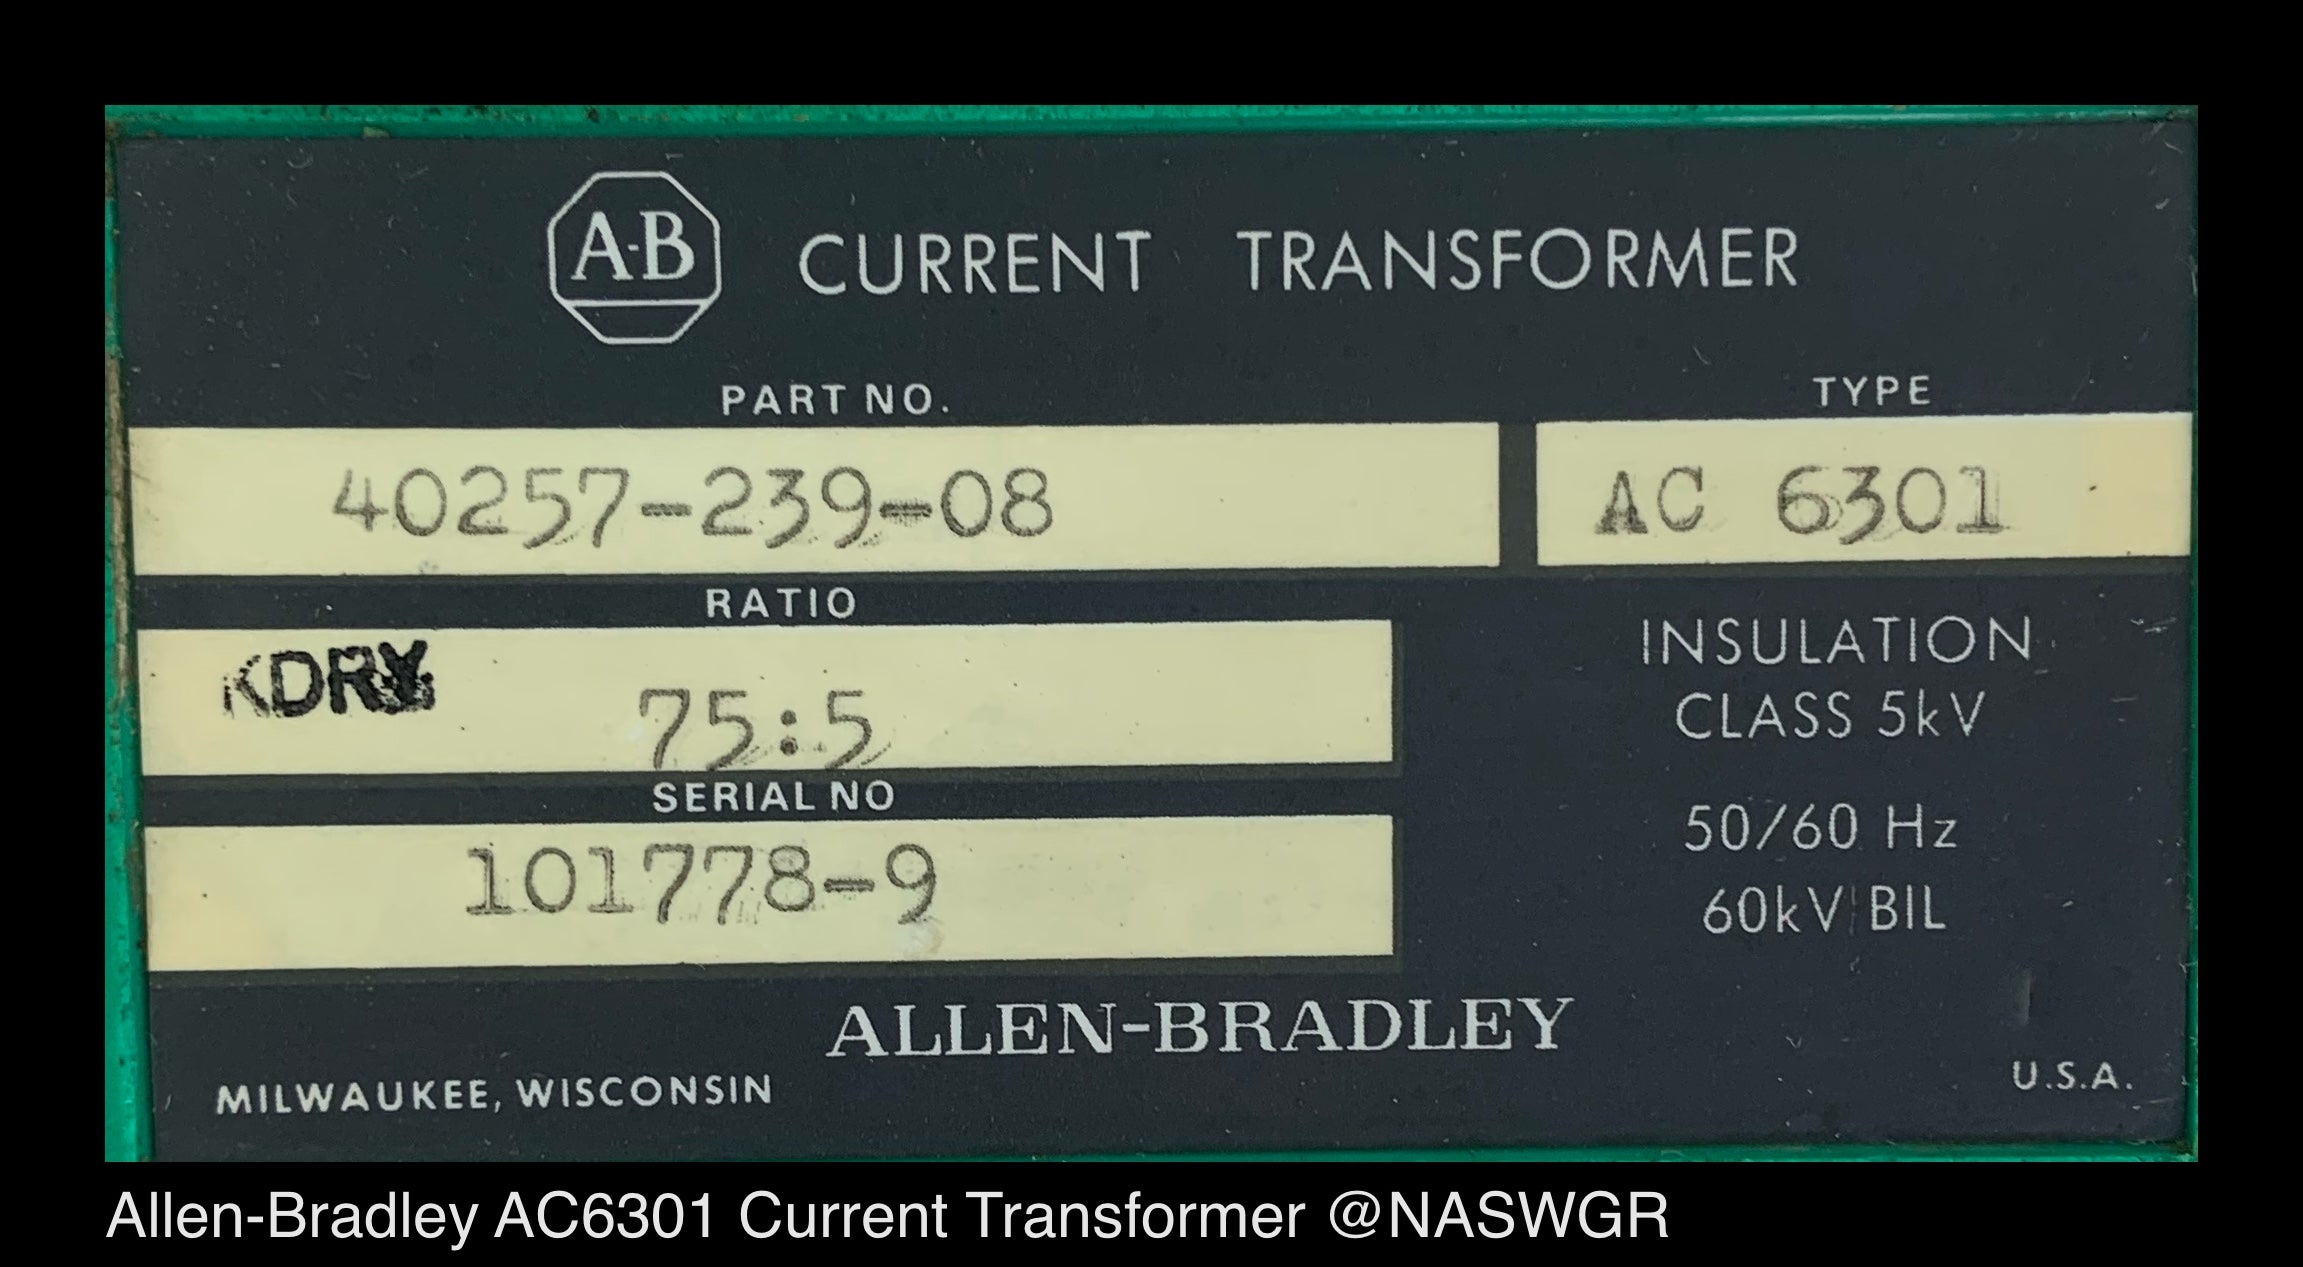 A-B CURRENT TRANSFORMER
PART NO. TYPE
40257-239-08 AC 6301
RATIO
75:5
INSULATION
CLASS 5kV
SERIAL NO
101778-9
50/60 Hz
60kV BIL
ALLEN-BRADLEY
MILWAUKEE, WISCONSIN U.S.A.
Allen-Bradley AC6301 Current Transformer @NASWGR